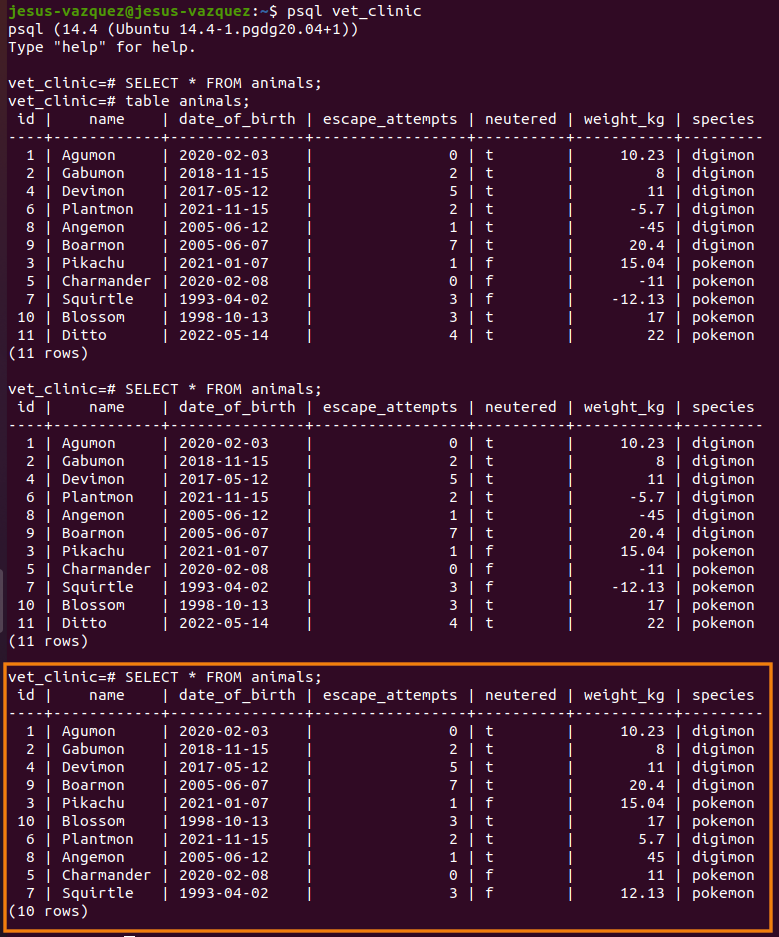 jesus-vazquez@jesus-vazquez:~$ psql vet_clinic
psql (14.4 (Ubuntu 14.4-1.pgdg20.04+1))
Type "help" for help.

vet_clinic=# SELECT * FROM animals;
vet_clinic=# table animals;
 id |    name    | date_of_birth | escape_attempts | neutered | weight_kg | species
----+------------+---------------+-----------------+----------+-----------+---------
  1 | Agumon     | 2020-02-03    |               0 | t        |     10.23 | digimon
  2 | Gabumon    | 2018-11-15    |               2 | t        |         8 | digimon
  4 | Devimon    | 2017-05-12    |               5 | t        |        11 | digimon
  6 | Plantmon   | 2021-11-15    |               2 | t        |      -5.7 | digimon
  8 | Angemon    | 2005-06-12    |               1 | t        |       -45 | digimon
  9 | Boarmon    | 2005-06-07    |               7 | t        |      20.4 | digimon
  3 | Pikachu    | 2021-01-07    |               1 | f        |     15.04 | pokemon
  5 | Charmander | 2020-02-08    |               0 | f        |       -11 | pokemon
  7 | Squirtle   | 1993-04-02    |               3 | f        |    -12.13 | pokemon
 10 | Blossom    | 1998-10-13    |               3 | t        |        17 | pokemon
 11 | Ditto      | 2022-05-14    |               4 | t        |        22 | pokemon
(11 rows)

vet_clinic=# SELECT * FROM animals;
 id |    name    | date_of_birth | escape_attempts | neutered | weight_kg | species
----+------------+---------------+-----------------+----------+-----------+---------
  1 | Agumon     | 2020-02-03    |               0 | t        |     10.23 | digimon
  2 | Gabumon    | 2018-11-15    |               2 | t        |         8 | digimon
  4 | Devimon    | 2017-05-12    |               5 | t        |        11 | digimon
  6 | Plantmon   | 2021-11-15    |               2 | t        |      -5.7 | digimon
  8 | Angemon    | 2005-06-12    |               1 | t        |       -45 | digimon
  9 | Boarmon    | 2005-06-07    |               7 | t        |      20.4 | digimon
  3 | Pikachu    | 2021-01-07    |               1 | f        |     15.04 | pokemon
  5 | Charmander | 2020-02-08    |               0 | f        |       -11 | pokemon
  7 | Squirtle   | 1993-04-02    |               3 | f        |    -12.13 | pokemon
 10 | Blossom    | 1998-10-13    |               3 | t        |        17 | pokemon
 11 | Ditto      | 2022-05-14    |               4 | t        |        22 | pokemon
(11 rows)

vet_clinic=# SELECT * FROM animals;
 id |    name    | date_of_birth | escape_attempts | neutered | weight_kg | species
----+------------+---------------+-----------------+----------+-----------+---------
  1 | Agumon     | 2020-02-03    |               0 | t        |     10.23 | digimon
  2 | Gabumon    | 2018-11-15    |               2 | t        |         8 | digimon
  4 | Devimon    | 2017-05-12    |               5 | t        |        11 | digimon
  9 | Boarmon    | 2005-06-07    |               7 | t        |      20.4 | digimon
  3 | Pikachu    | 2021-01-07    |               1 | f        |     15.04 | pokemon
 10 | Blossom    | 1998-10-13    |               3 | t        |        17 | pokemon
  6 | Plantmon   | 2021-11-15    |               2 | t        |       5.7 | digimon
  8 | Angemon    | 2005-06-12    |               1 | t        |        45 | digimon
  5 | Charmander | 2020-02-08    |               0 | f        |        11 | pokemon
  7 | Squirtle   | 1993-04-02    |               3 | f        |     12.13 | pokemon
(10 rows)